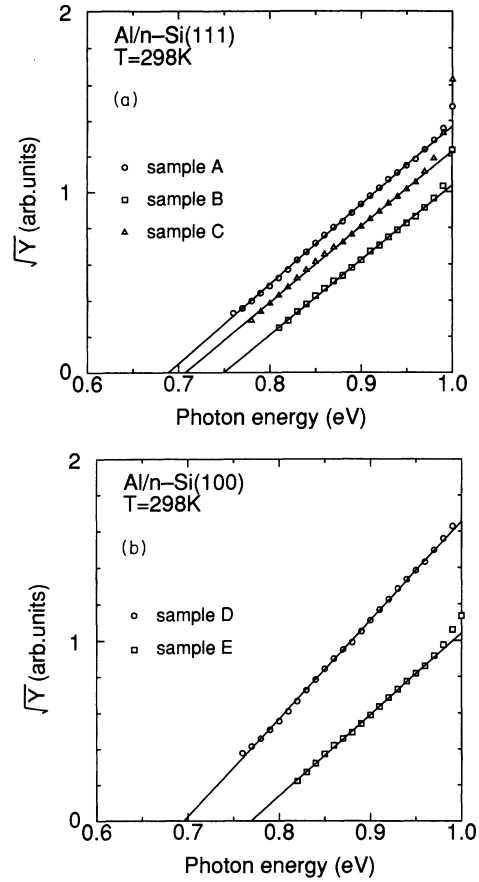 2
Al/n–Si(111)
T=298K
(a)
sample A
sample B
sample C
1
0
√Y (arb.units)
0.6
0.7
0.8
0.9
1.0
Photon energy (eV)
2
Al/n–Si(100)
T=298K
(b)
sample D
sample E
1
0
√Y (arb.units)
0.6
0.7
0.8
0.9
1.0
Photon energy (eV)